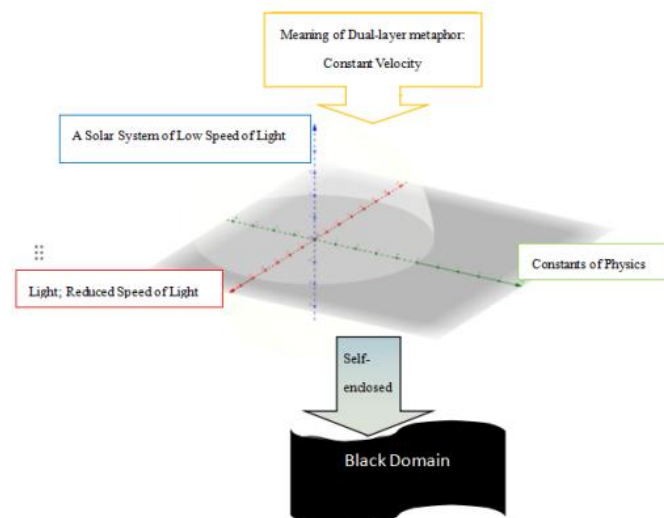 Meaning of Dual-layer metaphor:
Constant Velocity
A Solar System of Low Speed of Light
Constants of Physics
Light; Reduced Speed of Light
Self-
enclosed
Black Domain